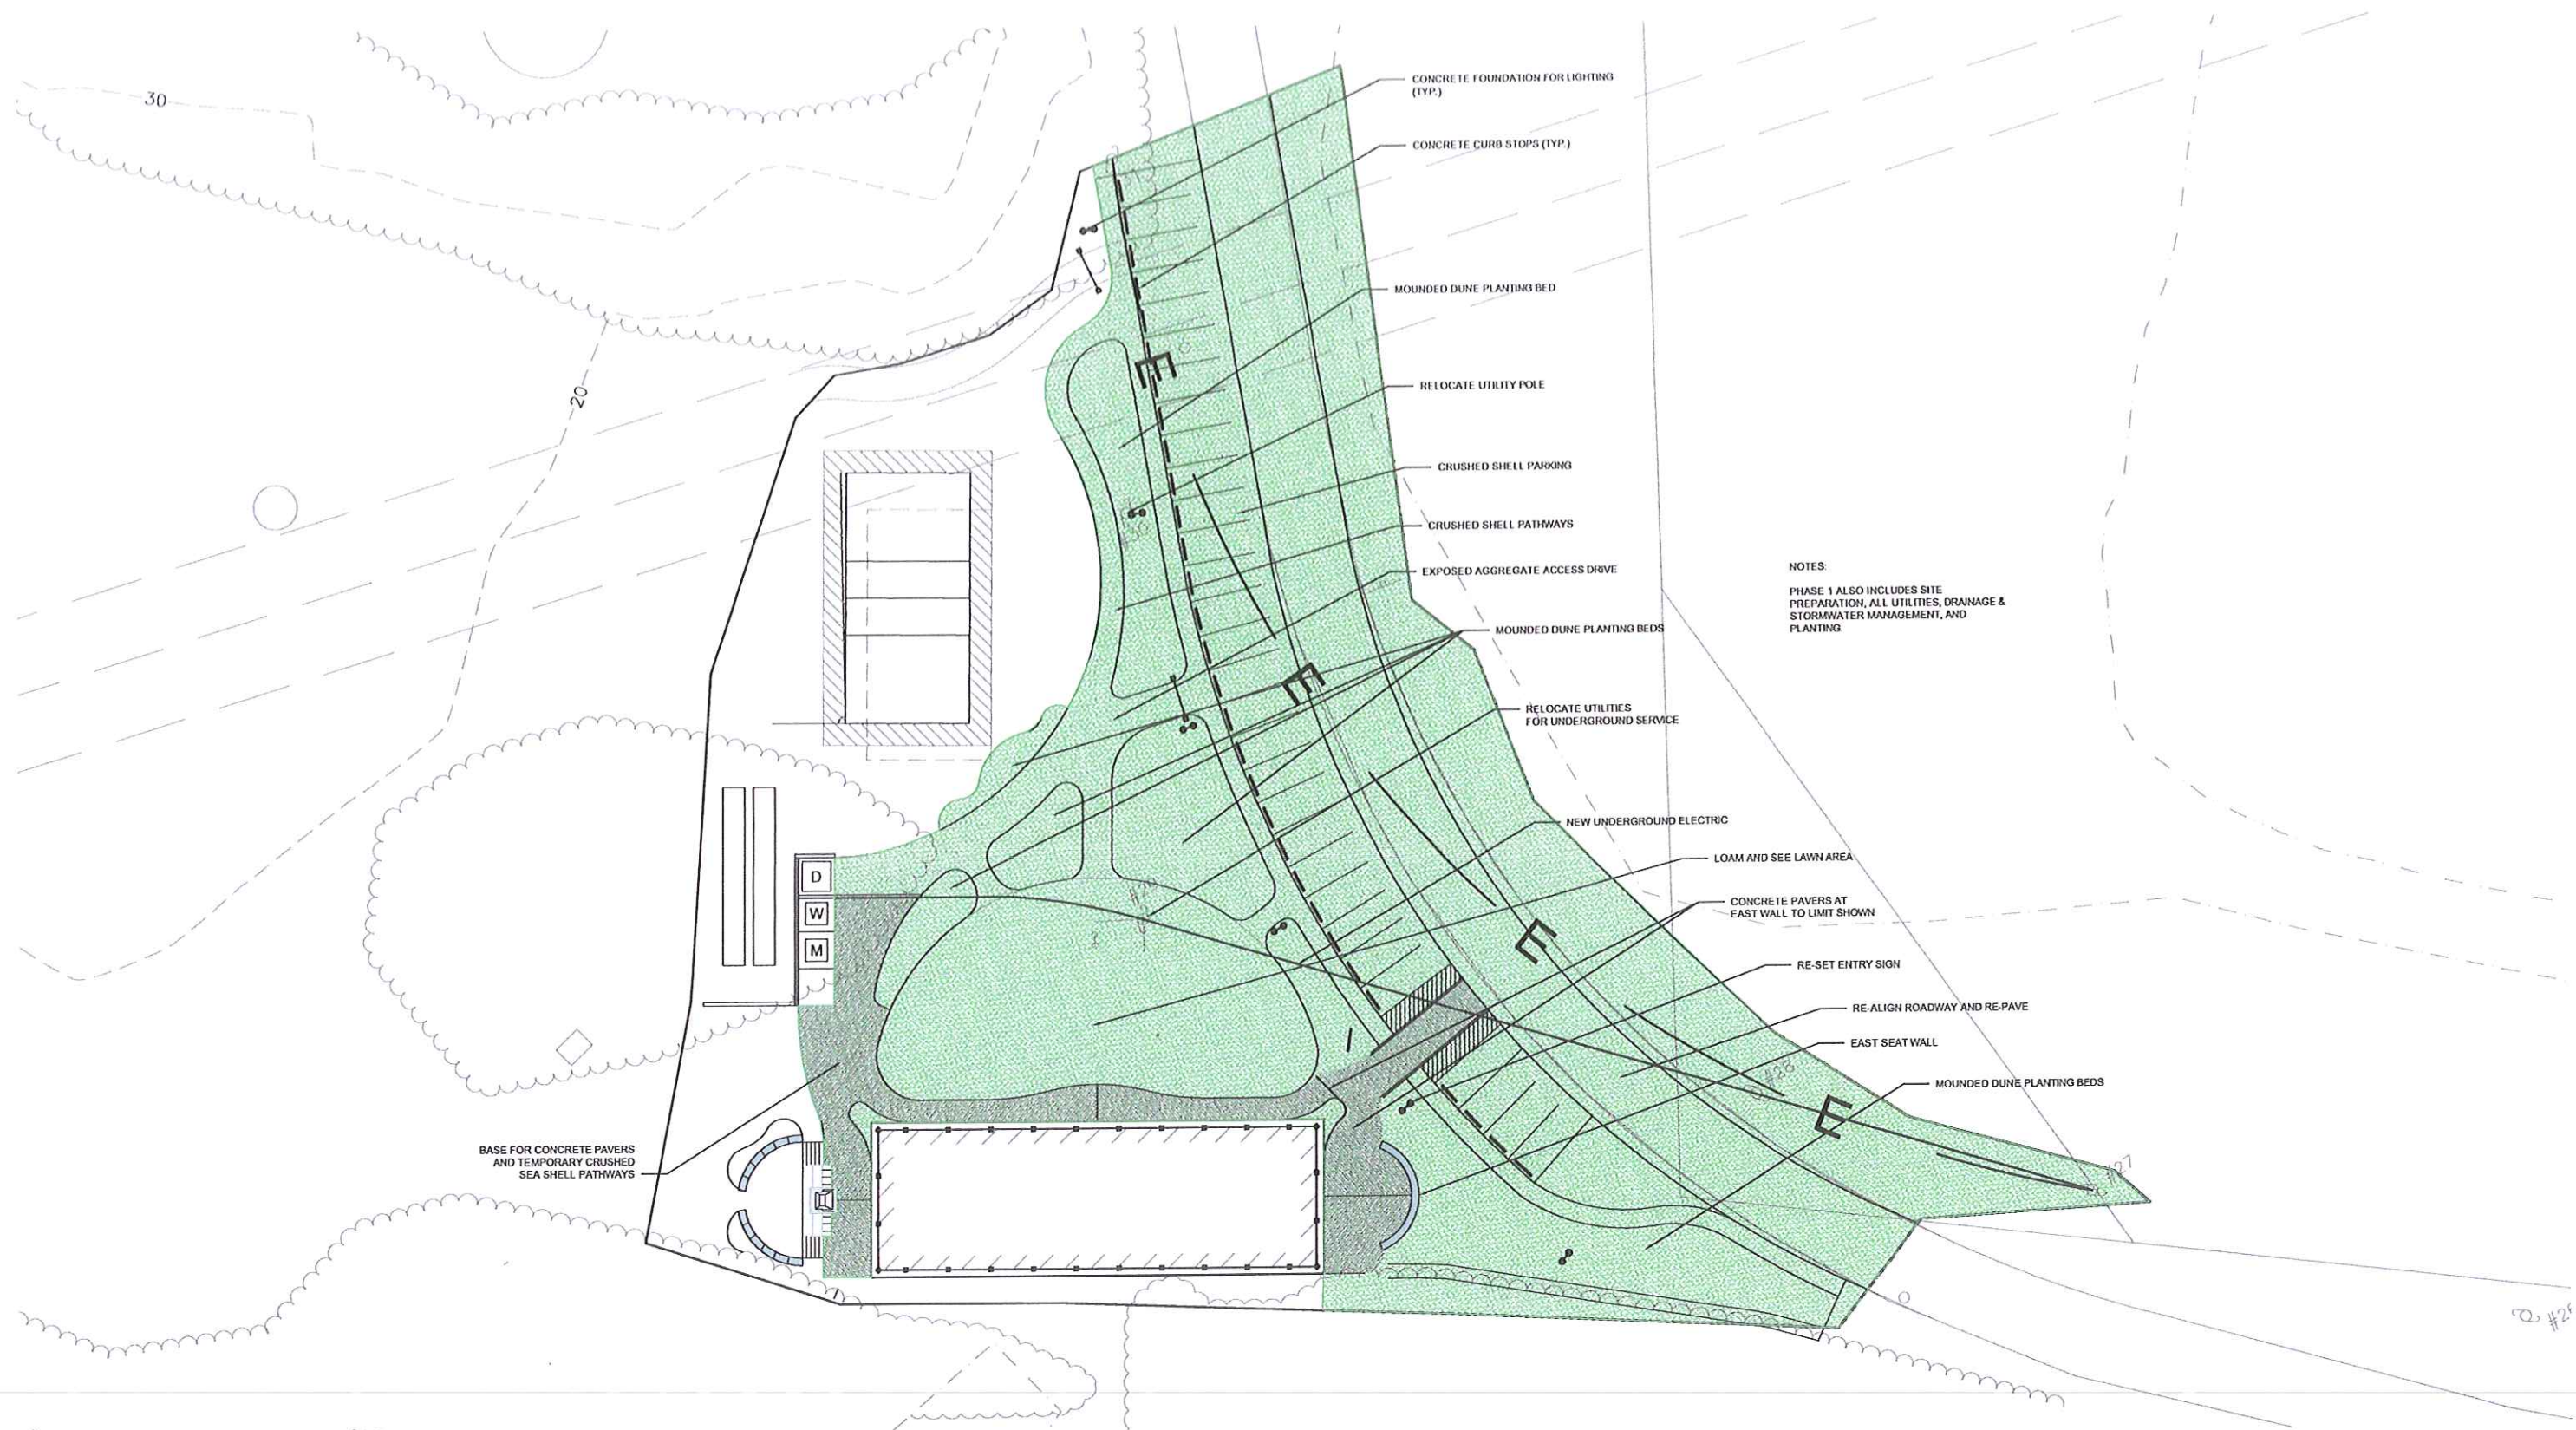 30
CONCRETE FOUNDATION FOR LIGHTING
(TYP.)
CONCRETE CURB STOPS (TYP.)
MOUNDED DUNE PLANTING BED
E
RELOCATE UTILITY POLE
20
CRUSHED SHELL PARKING
CRUSHED SHELL PATHWAYS
EXPOSED AGGREGATE ACCESS DRIVE
NOTES:
PHASE 1 ALSO INCLUDES SITE
PREPARATION, ALL UTILITIES, DRAINAGE &
STORMWATER MANAGEMENT, AND
PLANTING
MOUNDED DUNE PLANTING BEDS
E
RELOCATE UTILITIES
FOR UNDERGROUND SERVICE
NEW UNDERGROUND ELECTRIC
LOAM AND SEE LAWN AREA
D
W
M
CONCRETE PAVERS AT
EAST WALL TO LIMIT SHOWN
E
RE-SET ENTRY SIGN
RE-ALIGN ROADWAY AND RE-PAVE
EAST SEAT WALL
#28
MOUNDED DUNE PLANTING BEDS
E
BASE FOR CONCRETE PAVERS
AND TEMPORARY CRUSHED
SEA SHELL PATHWAYS
#27